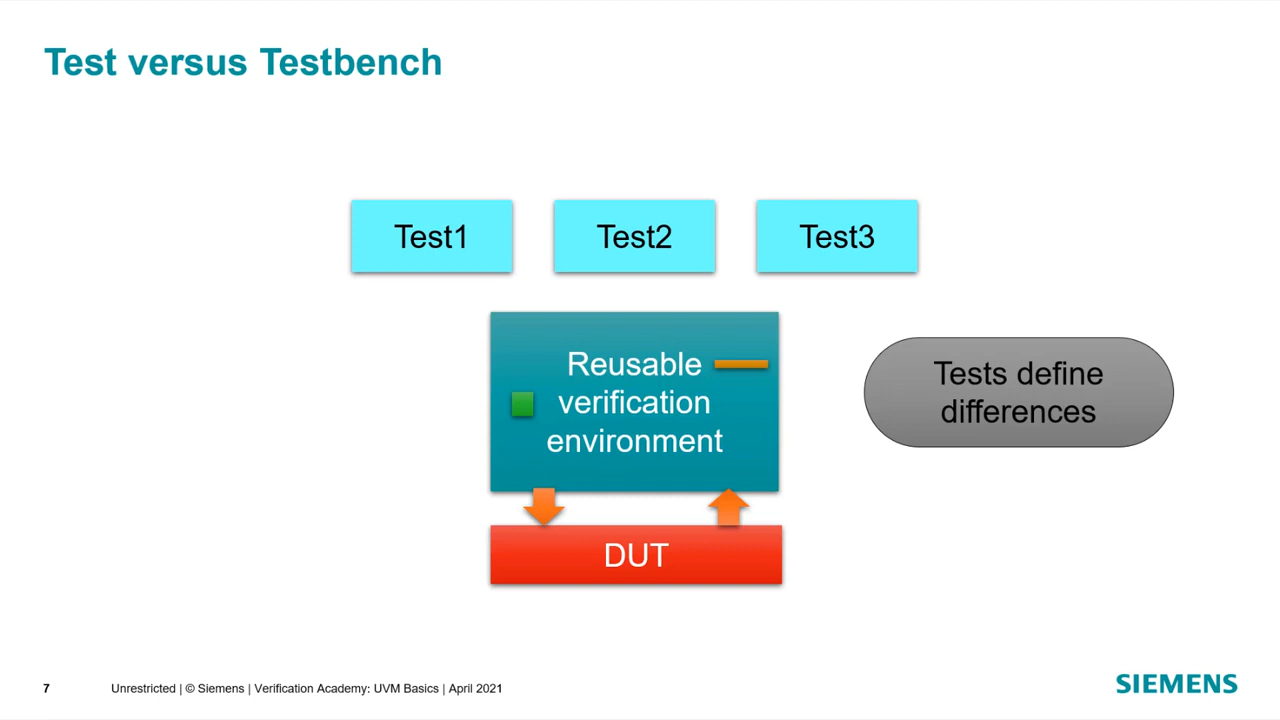 Test versus Testbench
Test1
Test2
Test3
Reusable
verification
environment
Tests define
differences
DUT
7
Unrestricted | © Siemens | Verification Academy: UVM Basics | April 2021
SIEMENS